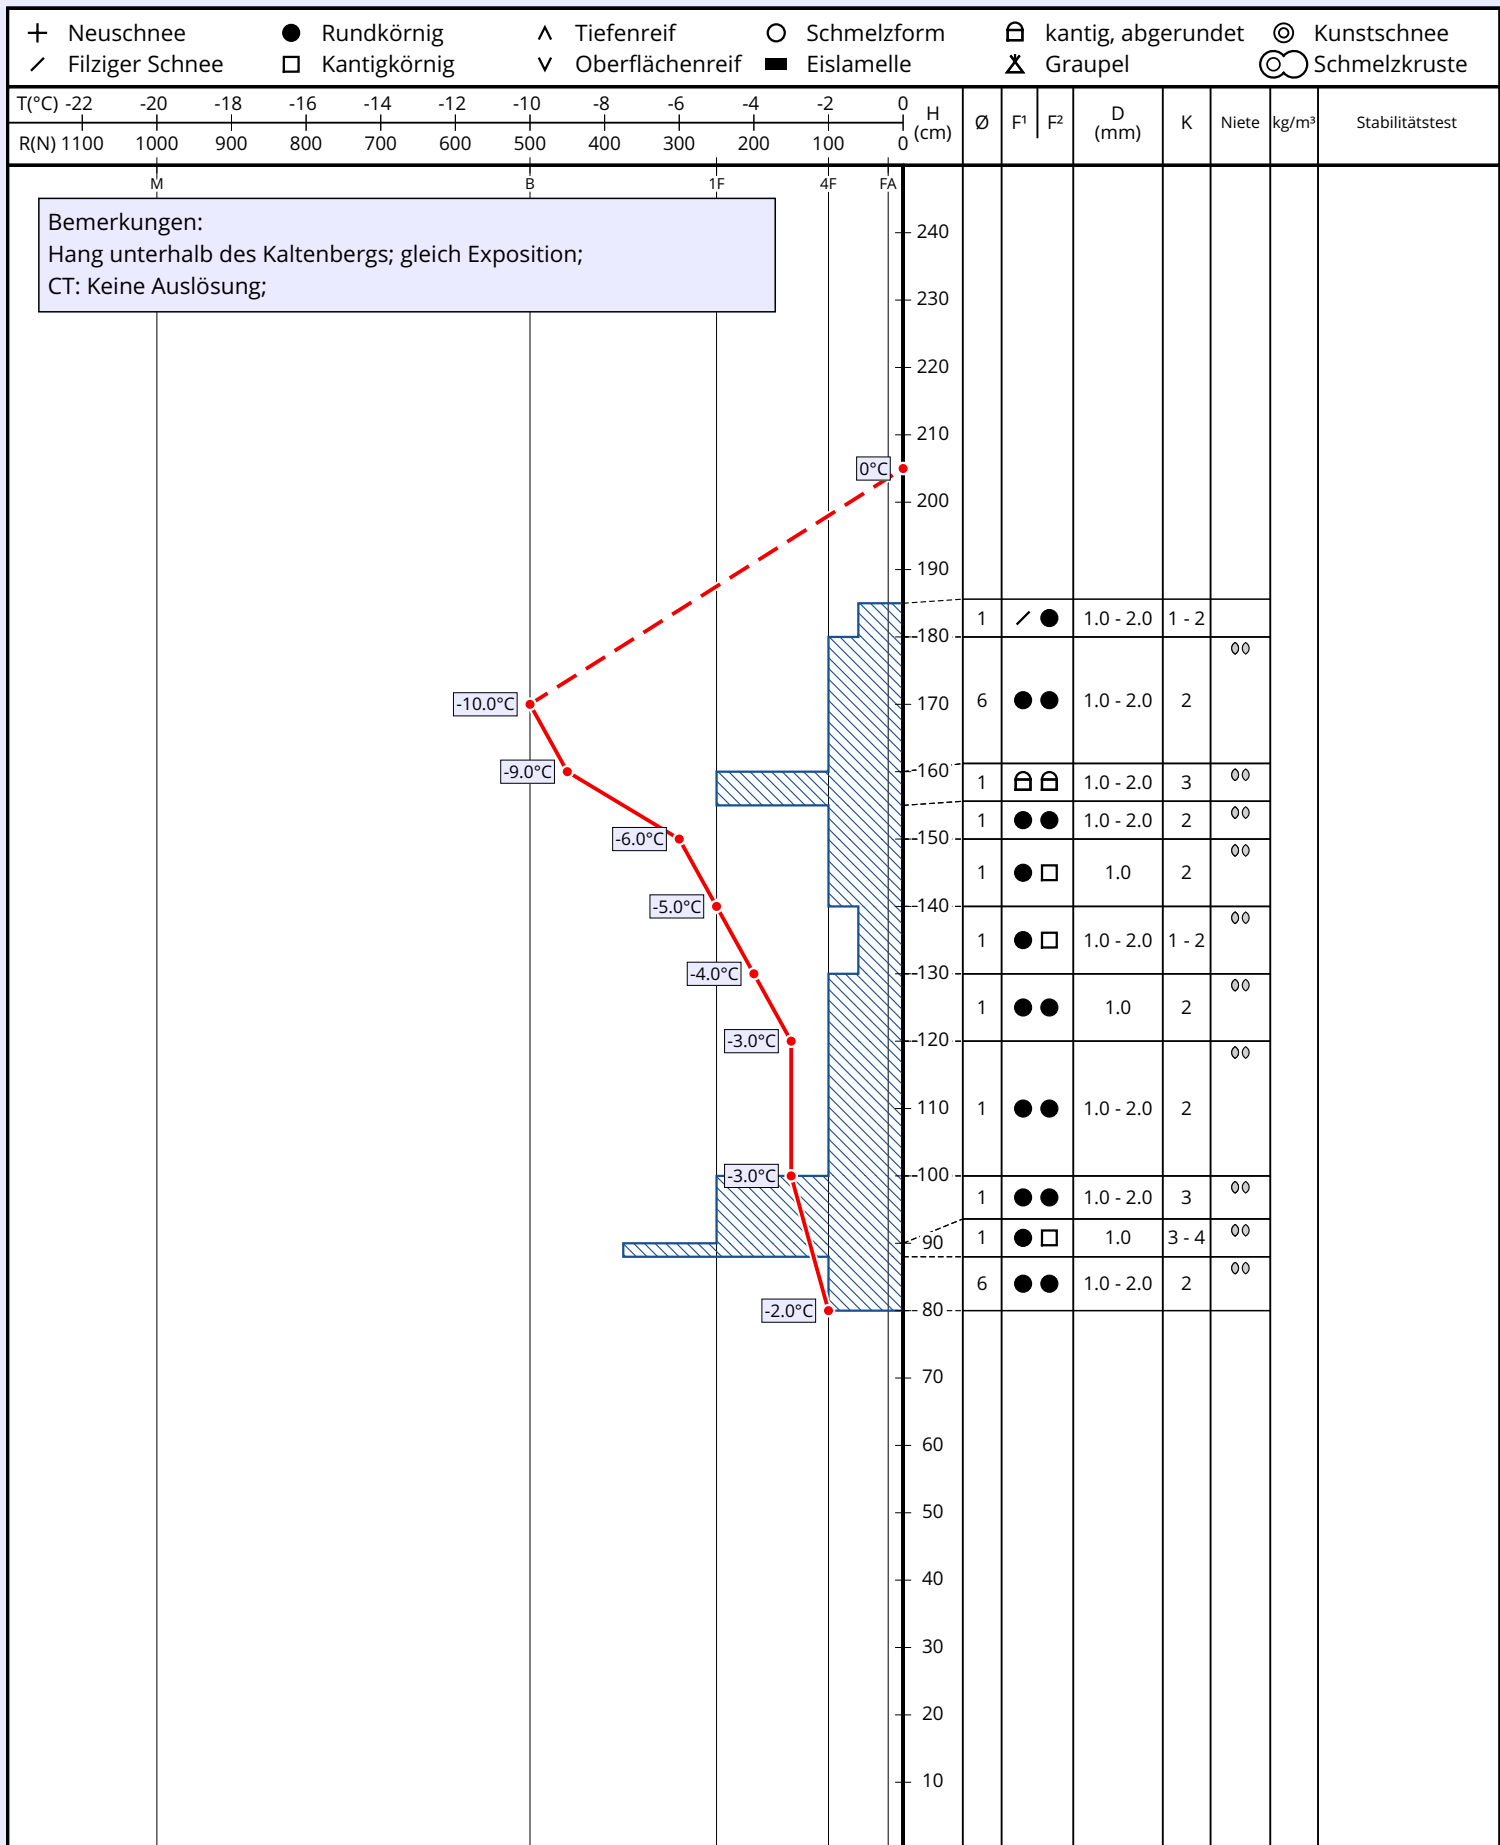 Neuschnee Rundkörnig Tiefenreif Schmelzform kantig, abgerundet Kunstschnee
Filziger Schnee Kantigkörnig Oberflächenreif Eislamelle Graupel Schmelzkruste
T(°C) -22 -20 -18 -16 -14 -12 -10 -8 -6 -4 -2 0
R(N) 1100 1000 900 800 700 600 500 400 300 200 100 0
H (cm) Ø F¹ F² D (mm) K Niete kg/m³ Stabilitätstest
M B 1F 4F FA
Bemerkungen:
Hang unterhalb des Kaltenbergs; gleich Exposition;
CT: Keine Auslösung;
240
230
220
210
0°C
200
190
1 1.0 - 2.0 1 - 2
180
-10.0°C 170 6 1.0 - 2.0 2
-9.0°C 160
1 1.0 - 2.0 3
1 1.0 - 2.0 2
-6.0°C 150
1 1.0 2
-5.0°C 140
1 1.0 - 2.0 1 - 2
-4.0°C 130
1 1.0 2
-3.0°C 120
110 1 1.0 - 2.0 2
-3.0°C 100
1 1.0 - 2.0 3
90 1 1.0 3 - 4
6 1.0 - 2.0 2
-2.0°C 80
70
60
50
40
30
20
10